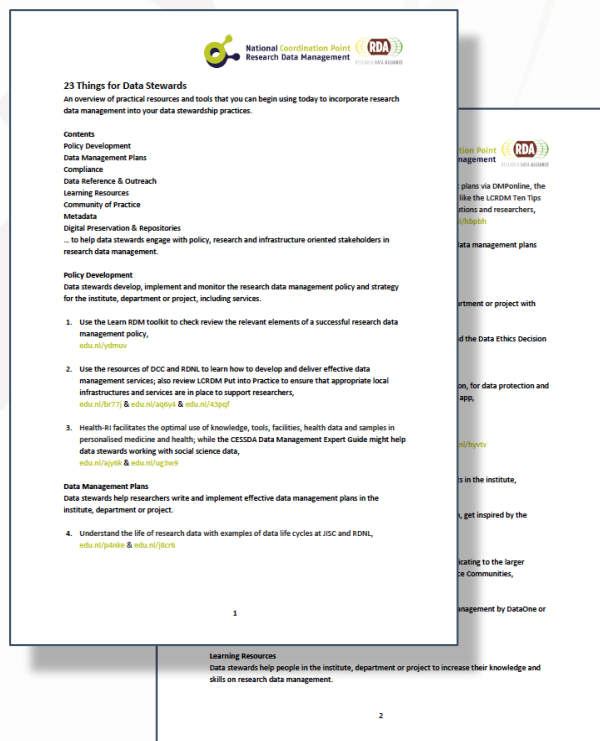 National Coordination Point
Research Data Management
RDA
RESEARCH DATA ALLIANCE
23 Things for Data Stewards
An overview of practical resources and tools that you can begin using today to incorporate research
data management into your data stewardship practices.
Contents
Policy Development
Data Management Plans
Compliance
Data Reference & Outreach
Learning Resources
Community of Practice
Metadata
Digital Preservation & Repositories
... to help data stewards engage with policy, research and infrastructure oriented stakeholders in
research data management.
Policy Development
Data stewards develop, implement and monitor the research data management policy and strategy
for the institute, department or project, including services.
1. Use the Learn RDM toolkit to check review the relevant elements of a successful research data
management policy,
edu.nl/ydmuv
2. Use the resources of DCC and RDNL to learn how to develop and deliver effective data
management services; also review LCRDM Put into Practice to ensure that appropriate local
infrastructures and services are in place to support researchers,
edu.nl/br77j & edu.nl/aq6y4 & edu.nl/43pqf
3. Health-RI facilitates the optimal use of knowledge, tools, facilities, health data and samples in
personalised medicine and health; while the CESSDA Data Management Expert Guide might help
data stewards working with social science data,
edu.nl/ajy6k & edu.nl/ug3w9
Data Management Plans
Data stewards help researchers write and implement effective data management plans in the
institute, department or project.
4. Understand the life of research data with examples of data life cycles at JISC and RDNL,
edu.nl/p4nke & edu.nl/j8cr6
1
tion Point
nagement
RDA
RESEARCH DATA ALLIANCE
plans via DMPonline, the
like the LCRDM Ten Tips
utions and researchers,
/hbpbh
data management plans
artment or project with
d the Data Ethics Decision
on, for data protection and
app,
nl/hyvtv
s in the institute,
, get inspired by the
icating to the larger
ce Communities,
anagement by DataOne or
Learning Resources
Data stewards help people in the institute, department or project to increase their knowledge and
skills on research data management.
2